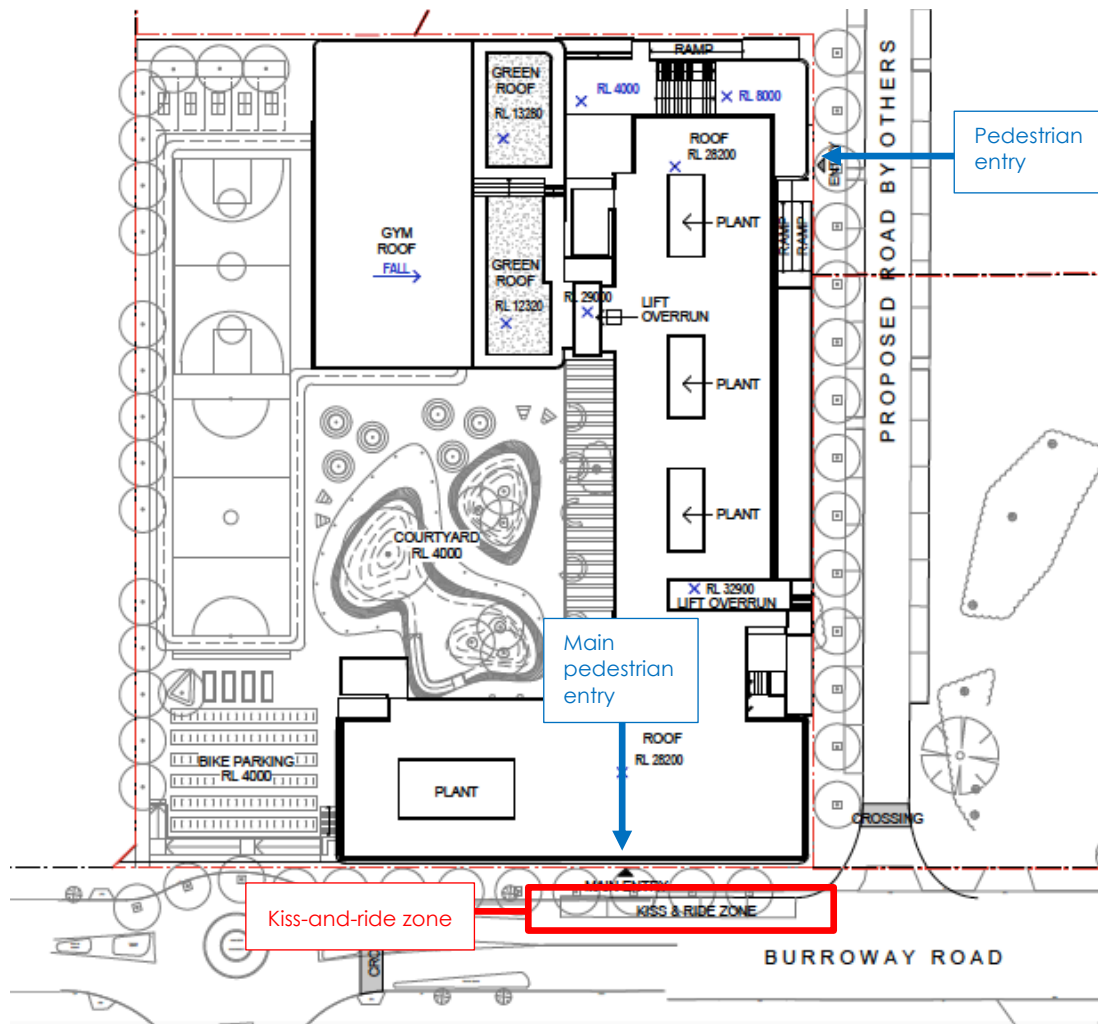 RAMP
GREEN
ROOF
RL 13280
RL 4000
RL 8000
ROOF
RL 28200
ENTRY
Pedestrian
entry
PROPOSED ROAD BY OTHERS
PLANT
RAMP
RAMP
GYM
ROOF
FALL
GREEN
ROOF
RL 12320
RL 29000
LIFT
OVERRUN
PLANT
PLANT
COURTYARD
RL 4000
RL 32900
LIFT OVERRUN
Main
pedestrian
entry
ROOF
RL 28200
BIKE PARKING
RL 4000
PLANT
CROSSING
MAIN ENTRY
Kiss-and-ride zone
KISS & RIDE ZONE
BURROWAY ROAD
CRO